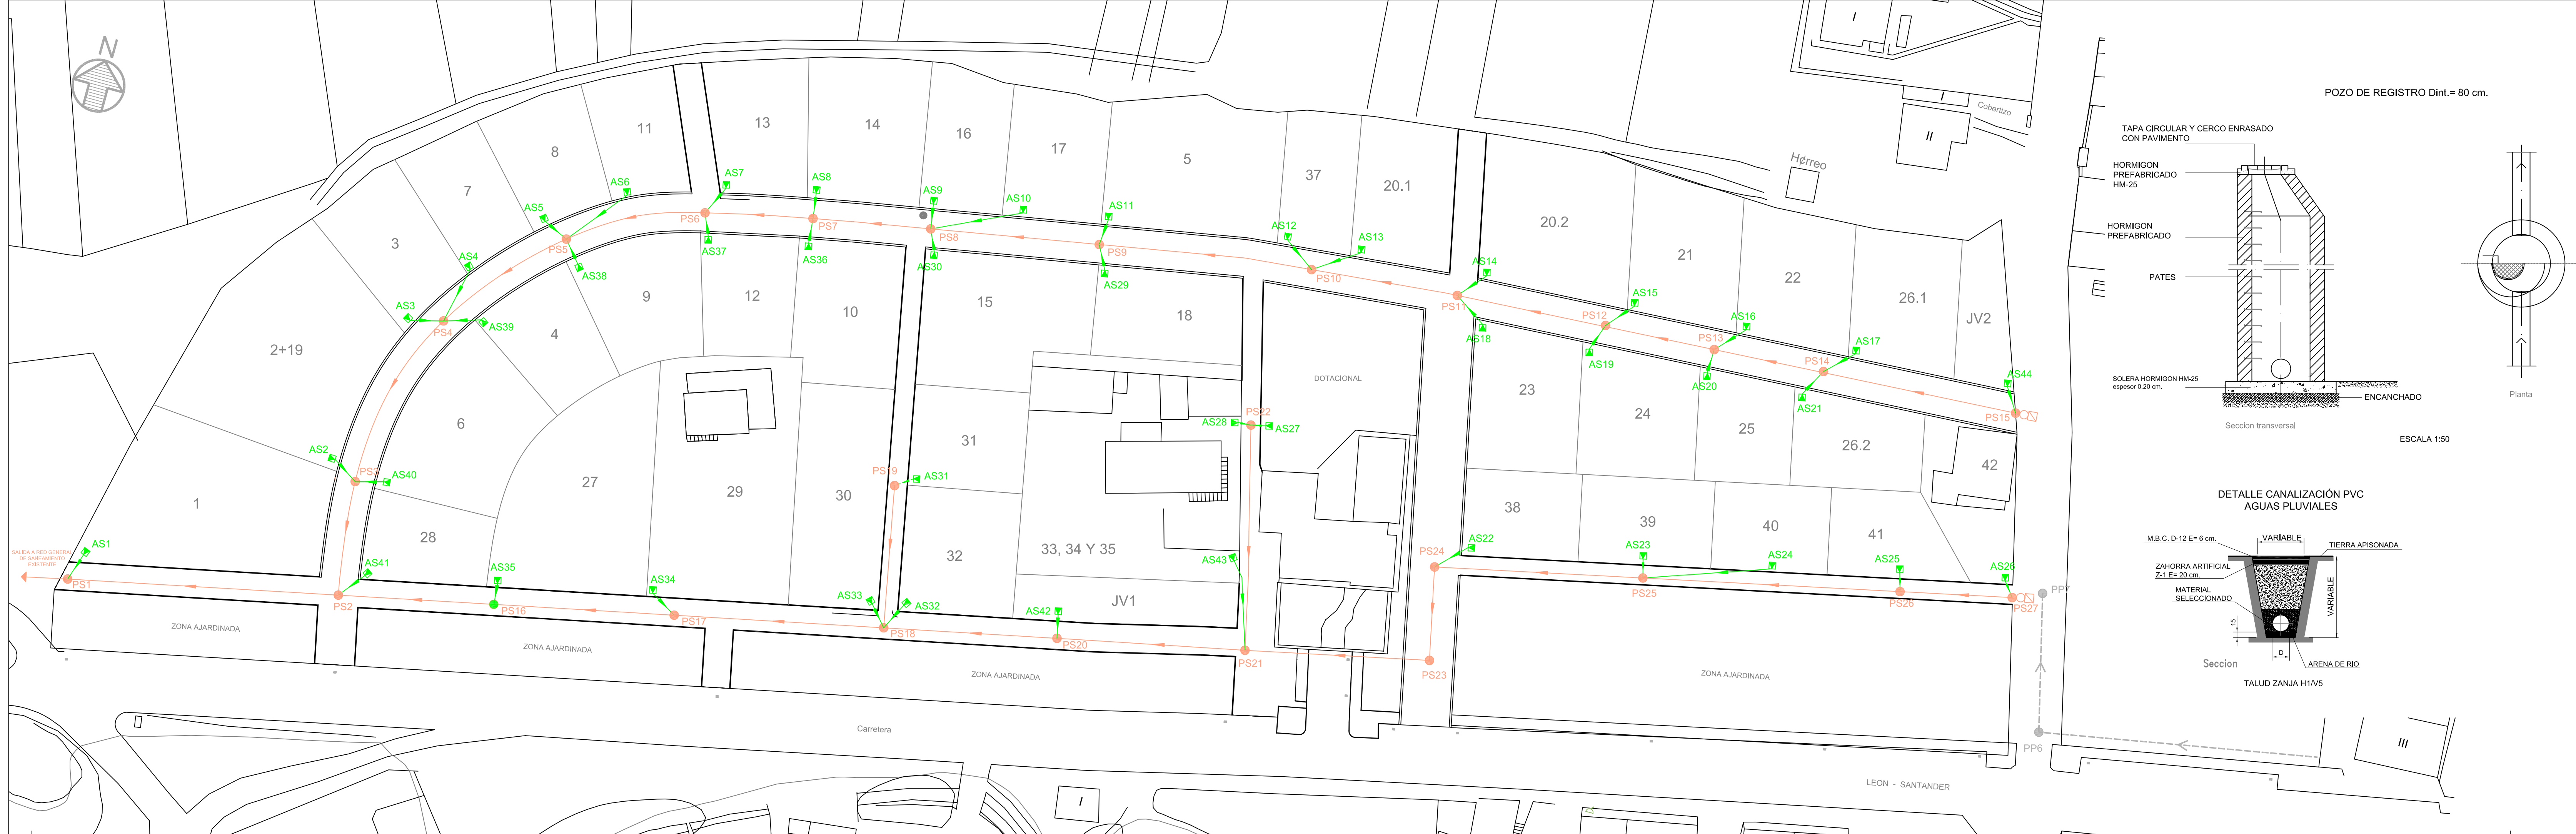 N
I
I
Cobertizo
II
Hórreo
POZO DE REGISTRO Dint.= 80 cm.
TAPA CIRCULAR Y CERCO ENRASADO
CON PAVIMENTO
HORMIGON
PREFABRICADO
HM-25
HORMIGON
PREFABRICADO
PATES
SOLERA HORMIGON HM-25
espesor 0.20 cm.
ENCANCHADO
Seccion transversal
Planta
ESCALA 1:50
DETALLE CANALIZACIÓN PVC
AGUAS PLUVIALES
M.B.C. D-12 E= 6 cm.
VARIABLE
TIERRA APISONADA
ZAHORRA ARTIFICIAL
Z-1 E= 20 cm.
MATERIAL
SELECCIONADO
VARIABLE
15
D
ARENA DE RIO
Seccion
TALUD ZANJA H1/V5
11
13
14
16
17
5
37
20.1
20.2
21
22
26.1
JV2
8
7
3
2+19
1
AS7
AS8
AS9
AS10
AS11
AS12
AS13
AS14
AS15
AS16
AS17
AS44
AS6
AS5
AS4
AS3
AS2
AS1
PS6
PS7
PS8
PS9
PS10
PS11
PS12
PS13
PS14
PS15
PS5
PS4
PS3
PS2
PS1
AS37
AS36
AS30
AS29
AS18
AS19
AS20
AS21
AS38
AS39
AS40
AS41
9
12
10
15
18
DOTACIONAL
23
24
25
26.2
42
4
6
27
29
30
31
32
33, 34 Y 35
JV1
28
38
39
40
41
PS19
AS31
AS28
PS22
AS27
AS43
PS24
AS22
AS23
AS24
AS25
AS26
PS25
PS26
PS27
PP7
SALIDA A RED GENERAL
DE SANEAMIENTO
EXISTENTE
AS35
PS16
AS34
PS17
AS33
AS32
PS18
AS42
PS20
PS21
PS23
ZONA AJARDINADA
ZONA AJARDINADA
ZONA AJARDINADA
ZONA AJARDINADA
Carretera
LEON - SANTANDER
PP6
I
III